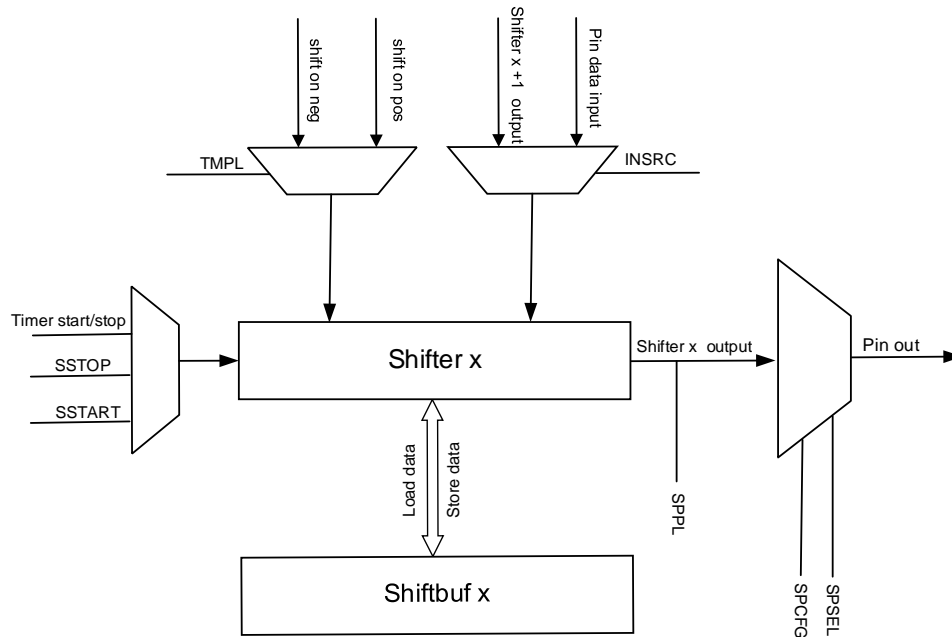 shift on neg
shift on pos
Shifter x +1 output
Pin data input
TMPL
INSRC
Timer start/stop
SSTOP
SSTART
Shifter x
Shifter x output
Pin out
Load data
Store data
SPPL
Shiftbuf x
SPCFG
SPSEL